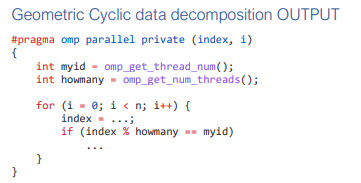 Geometric Cyclic data decomposition OUTPUT
#pragma omp parallel private (index, i)
{
    int myid = omp_get_thread_num();
    int howmany = omp_get_num_threads();
    for (i = 0; i < n; i++) {
        index = ...;
        if (index % howmany == myid)
            ...
    }
}